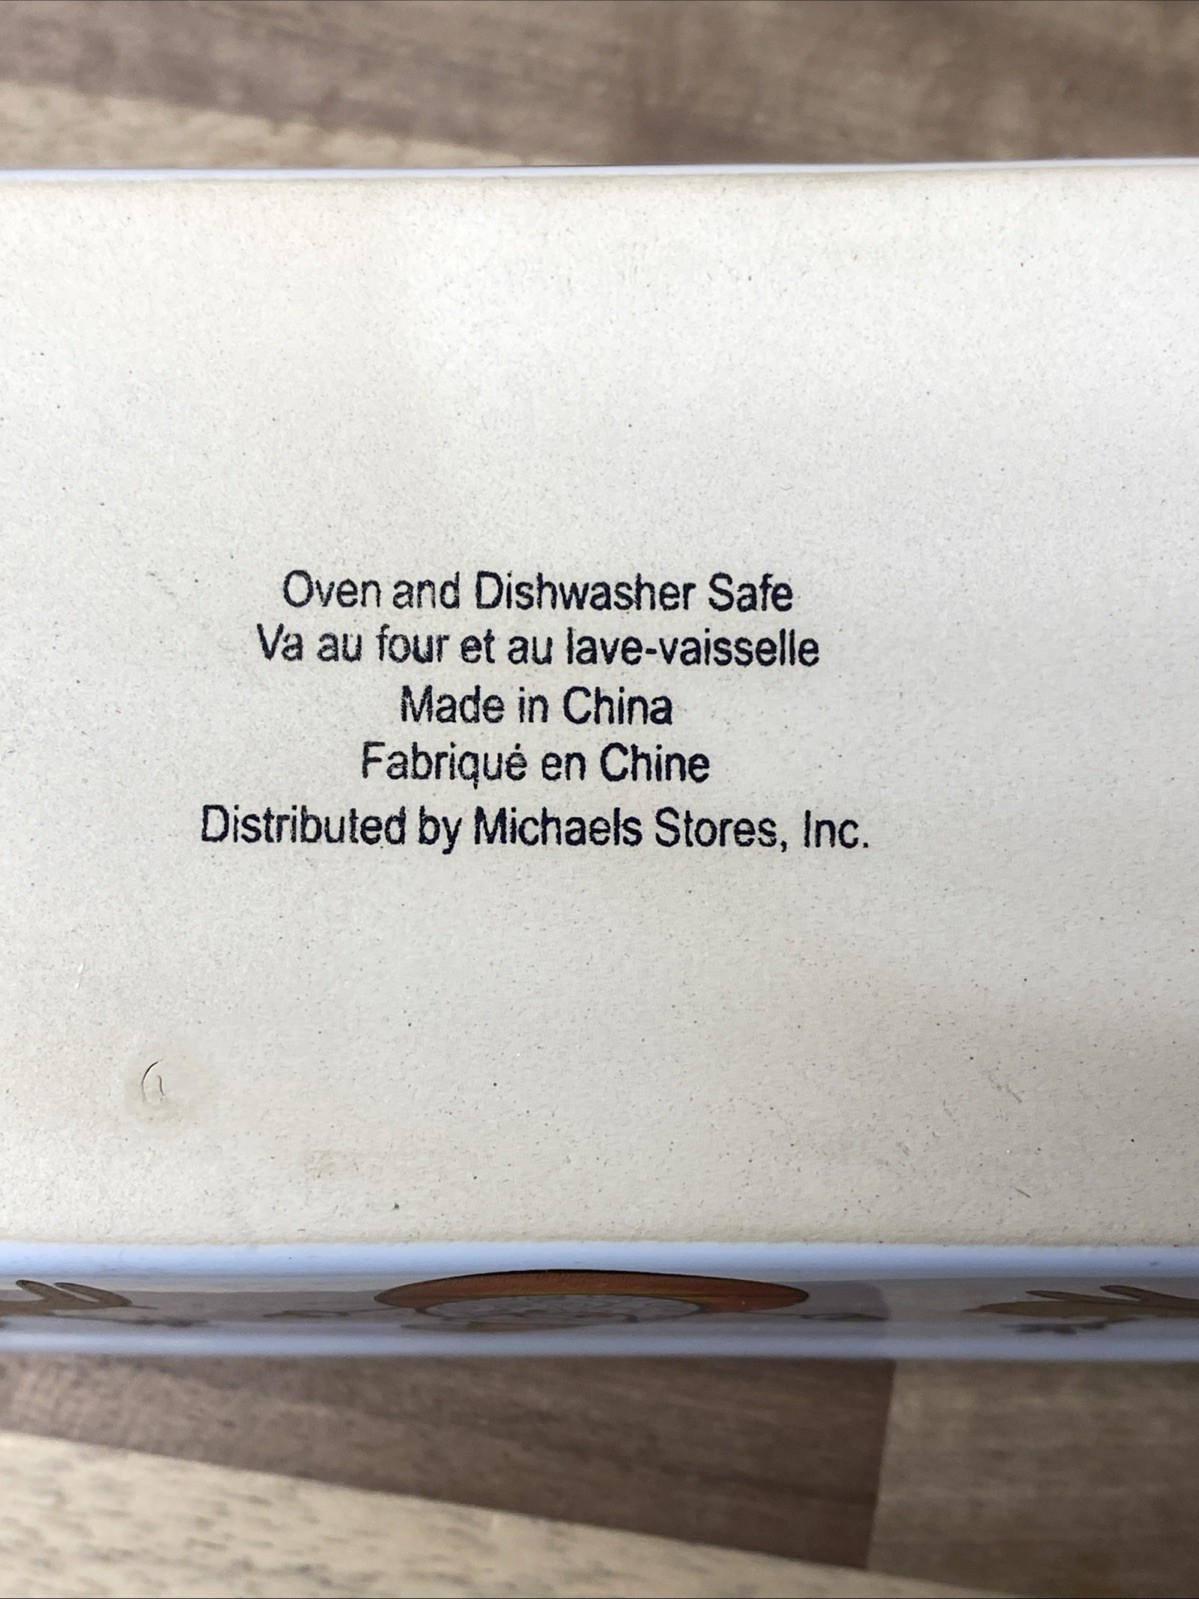 Oven and Dishwasher Safe
Va au four et au lave-vaisselle
Made in China
Fabriqué en Chine
Distributed by Michaels Stores, Inc.